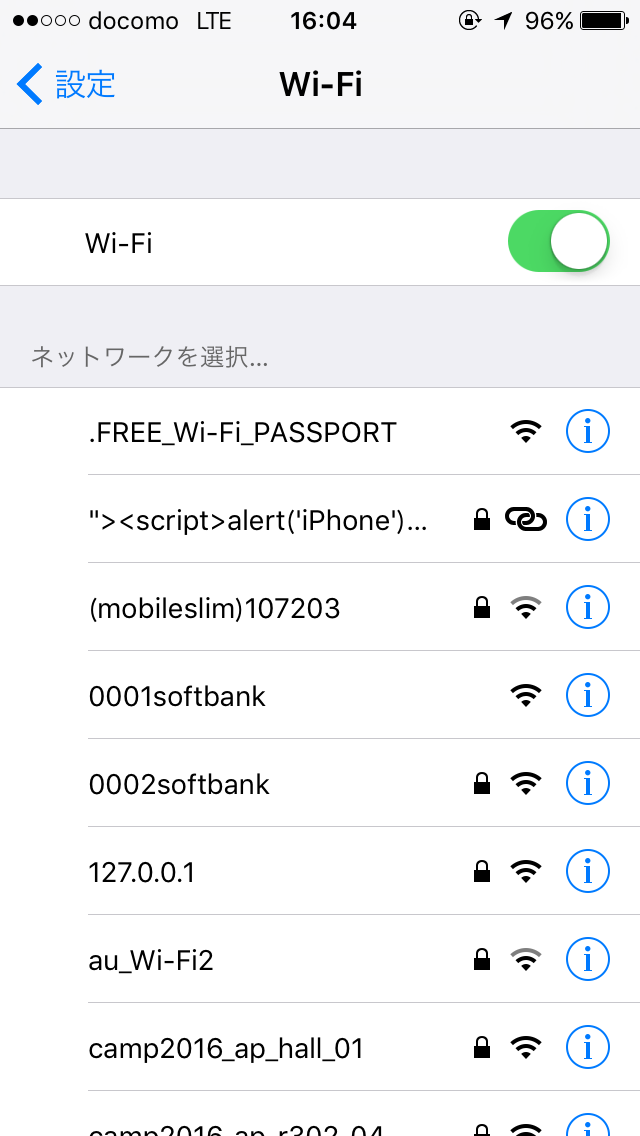 docomo LTE 16:04 96%
設定 Wi-Fi
Wi-Fi
ネットワークを選択...
.FREE_Wi-Fi_PASSPORT
"><script>alert('iPhone')...
(mobileslim)107203
0001softbank
0002softbank
127.0.0.1
au_Wi-Fi2
camp2016_ap_hall_01
camp2016_ap_r302_04